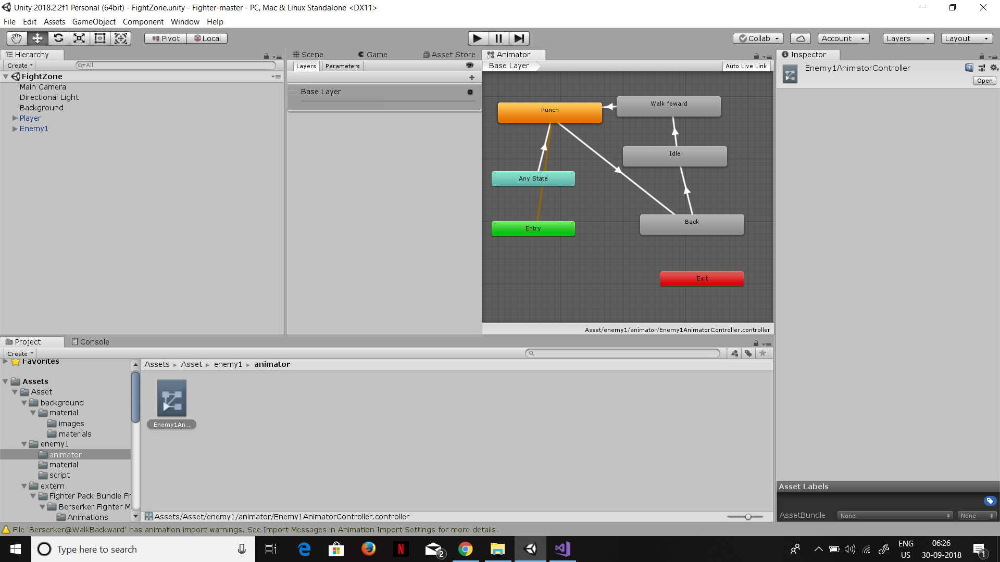 Unity 2018.2.2f1 Personal (64bit) - FightZone.unity - Fighter-master - PC, Mac & Linux Standalone <DX11>
File Edit Assets GameObject Component Window Help
Pivot Local Collab Account Layers Layout
Hierarchy
Create All
FightZone
Main Camera
Directional Light
Background
Player
Enemy1
Scene Game Asset Store Animator
Layers Parameters
Base Layer
Base Layer Auto Live Link
Punch
Walk foward
Idle
Any State
Back
Entry
Exit
Asset/enemy1/animator/Enemy1AnimatorController.controller
Inspector
Enemy1AnimatorController
Open
Asset Labels
AssetBundle None None
Project Console
Create
Favorites
Assets
Asset
background
material
images
materials
enemy1
animator
material
script
extern
Fighter Pack Bundle Fr
Berserker Fighter M
Animations
Assets Asset enemy1 animator
Enemy1An...
Assets/Asset/enemy1/animator/Enemy1AnimatorController.controller
File 'Berserker@WalkBackward' has animation import warnings. See Import Messages in Animation Import Settings for more details.
Type here to search
2
ENG
US
06:26
30-09-2018
1